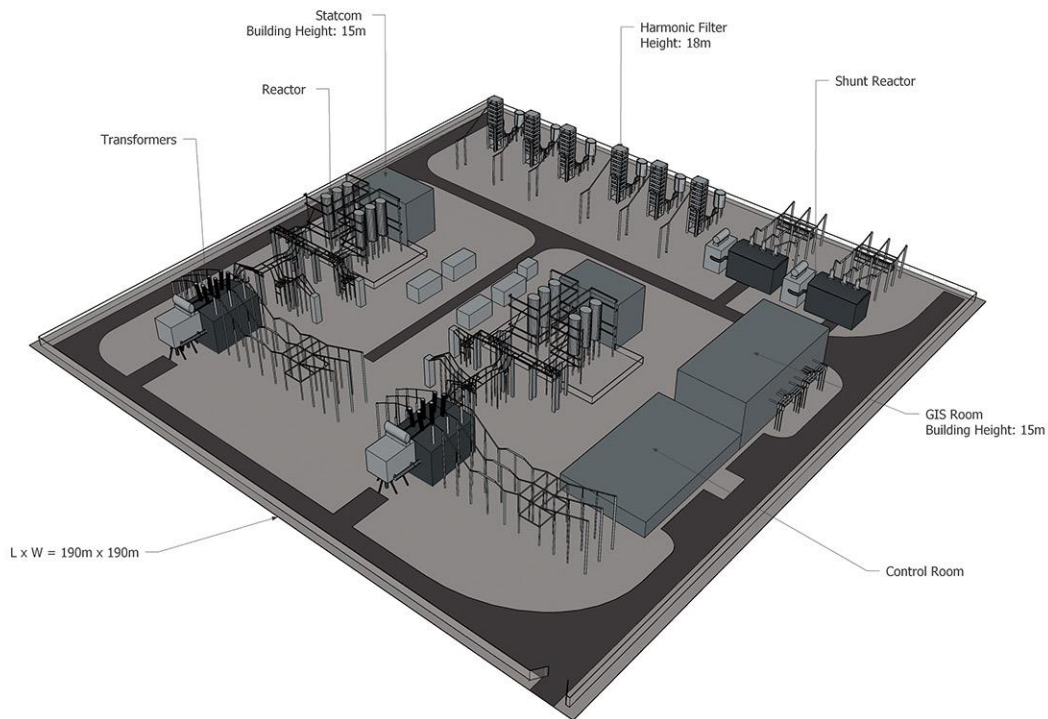 Statcom
Building Height: 15m
Harmonic Filter
Height: 18m
Reactor
Shunt Reactor
Transformers
GIS Room
Building Height: 15m
L x W = 190m x 190m
Control Room